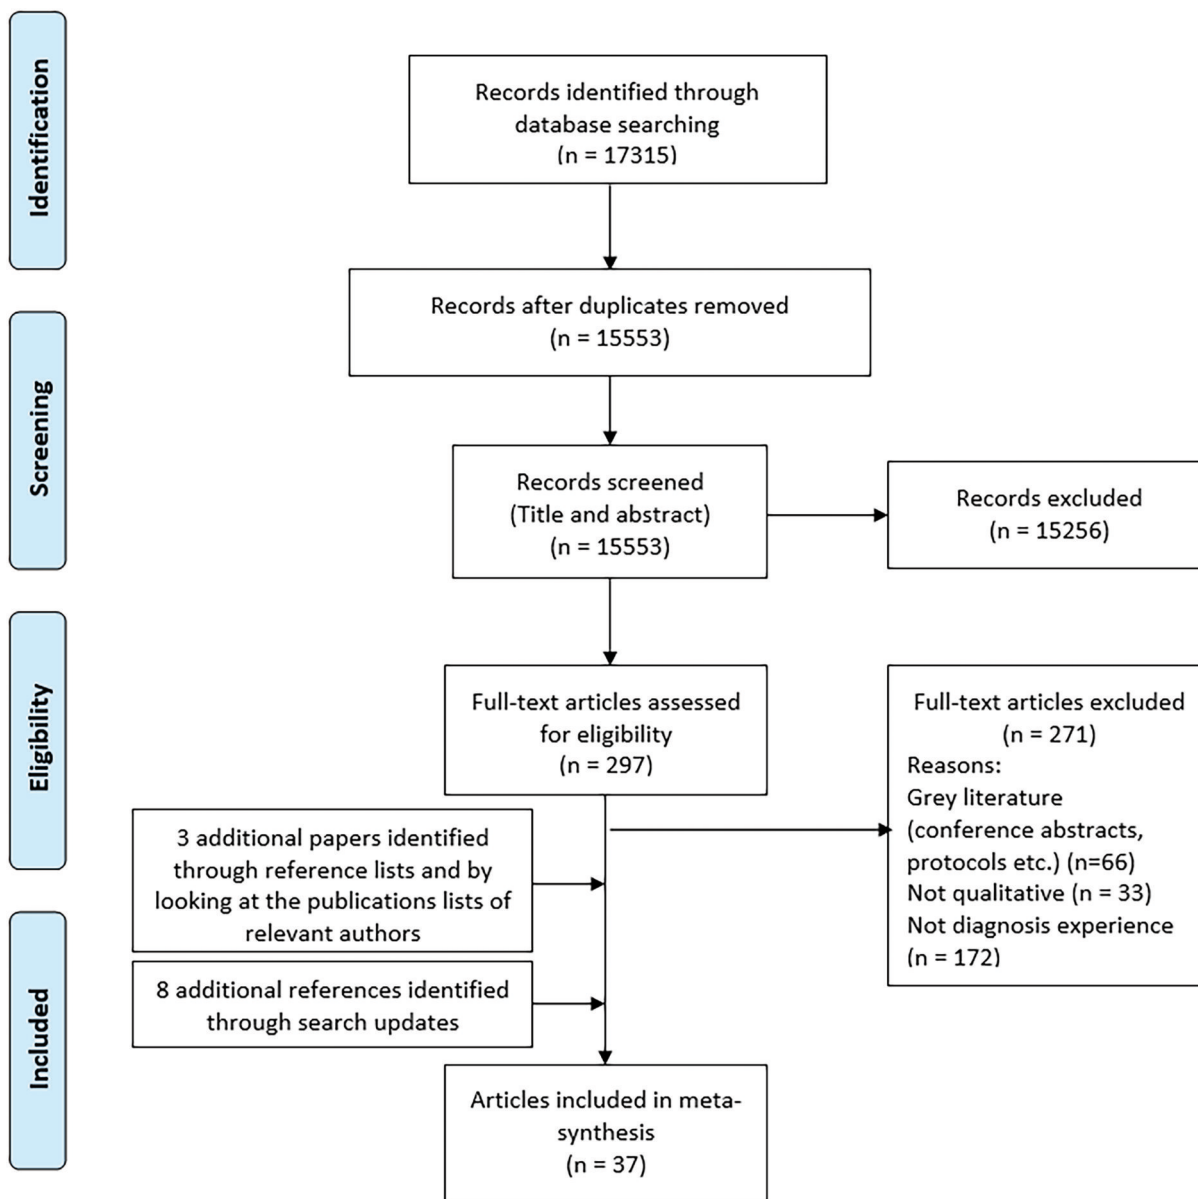 Identification
Records identified through
database searching
(n = 17315)
Records after duplicates removed
(n = 15553)
Screening
Records screened
(Title and abstract)
(n = 15553)
Records excluded
(n = 15256)
Eligibility
Full-text articles assessed
for eligibility
(n = 297)
Full-text articles excluded
(n = 271)
Reasons:
Grey literature
(conference abstracts,
protocols etc.) (n=66)
Not qualitative (n = 33)
Not diagnosis experience
(n = 172)
3 additional papers identified
through reference lists and by
looking at the publications lists of
relevant authors
8 additional references identified
through search updates
Included
Articles included in meta-
synthesis
(n = 37)